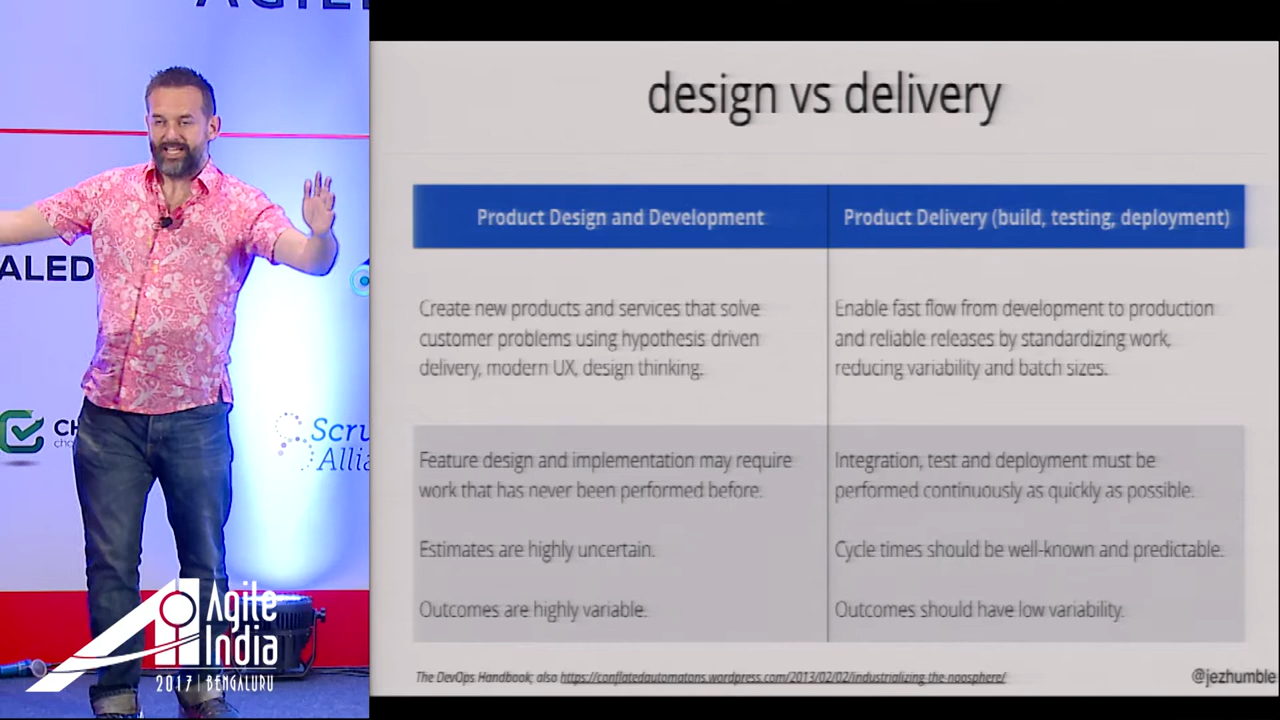 AGILE
ALED
Scru
Allia
Agile
India
2017 | BENGALURU
design vs delivery
Product Design and Development
Product Delivery (build, testing, deployment)
Create new products and services that solve
customer problems using hypothesis driven
delivery, modern UX, design thinking.
Enable fast flow from development to production
and reliable releases by standardizing work,
reducing variability and batch sizes.
Feature design and implementation may require
work that has never been performed before.
Estimates are highly uncertain.
Outcomes are highly variable.
Integration, test and deployment must be
performed continuously as quickly as possible.
Cycle times should be well-known and predictable.
Outcomes should have low variability.
The DevOps Handbook; also https://conflatedautomatons.wordpress.com/2013/02/02/industrializing-the-noosphere/
@jezhumble